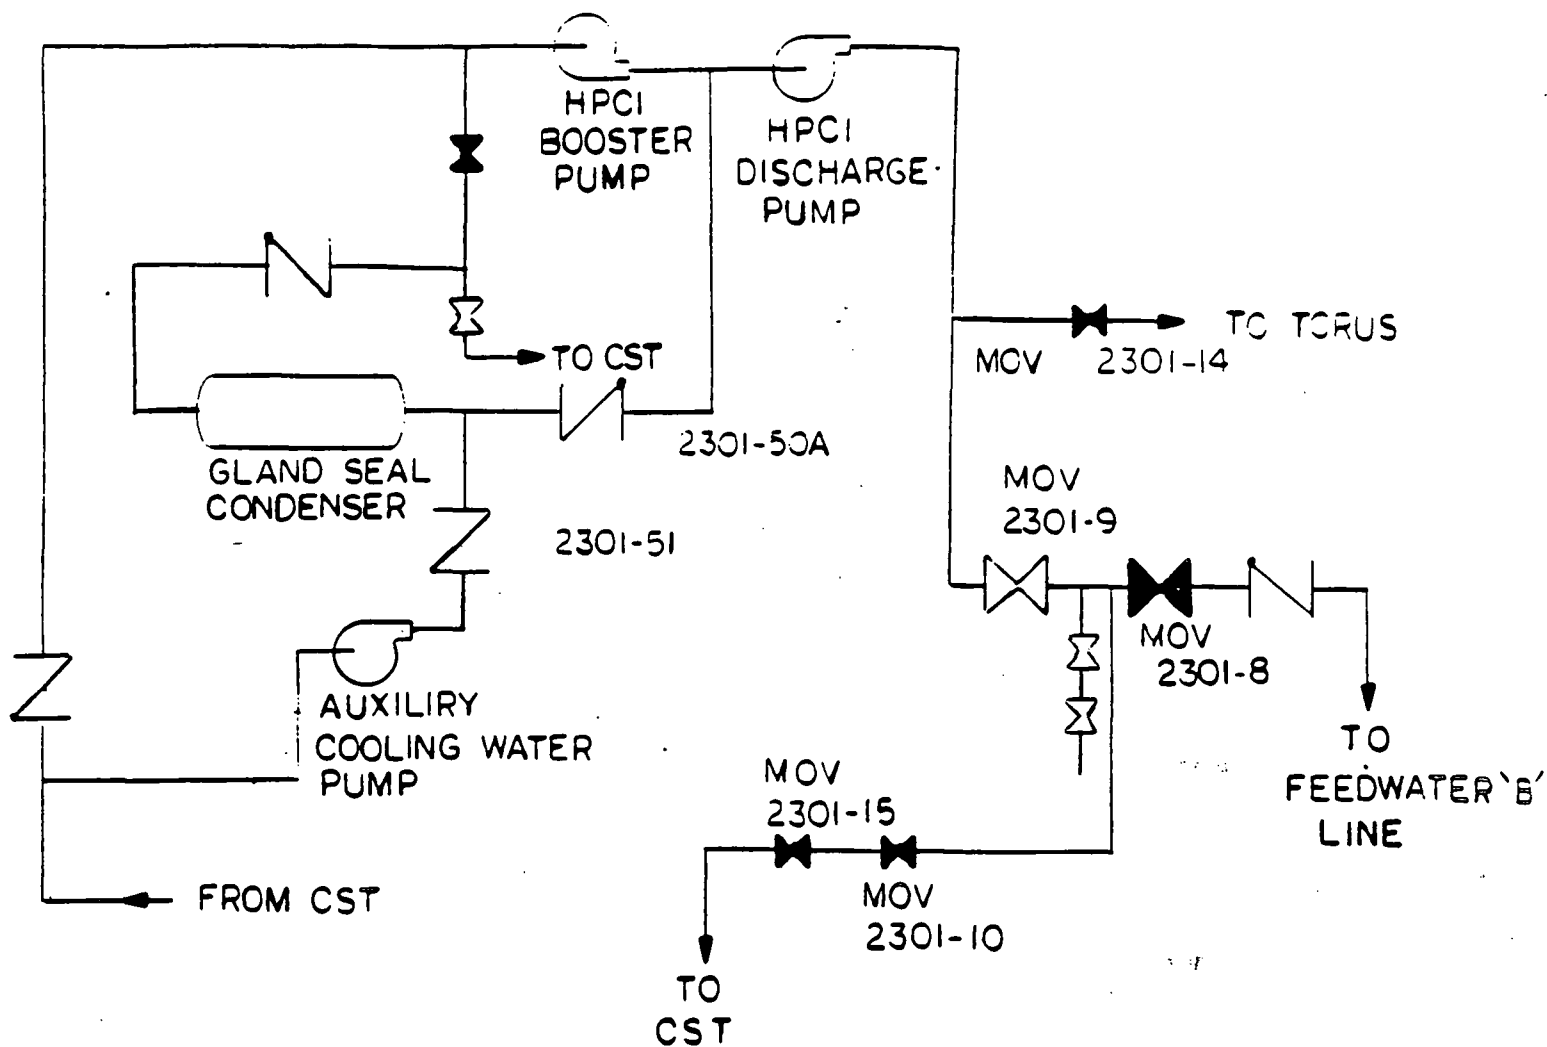 HPCI
BOOSTER
PUMP
HPCI
DISCHARGE
PUMP
TO TORUS
MOV 2301-14
TO CST
2301-50A
GLAND SEAL
CONDENSER
MOV
2301-9
2301-51
MOV
2301-8
AUXILIRY
COOLING WATER
PUMP
TO
FEEDWATER 'B'
LINE
MOV
2301-15
FROM CST
MOV
2301-10
TO
CST